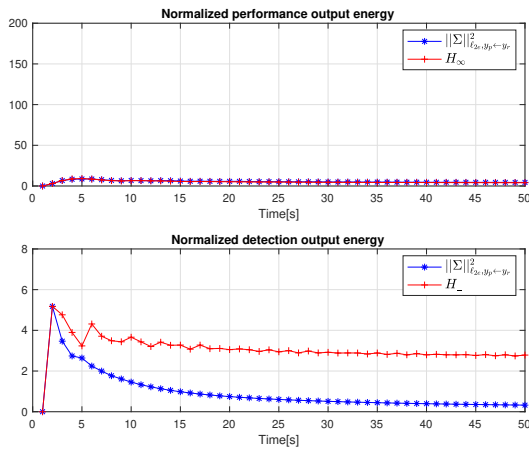 Normalized performance output energy
200
150
100
50
0
||Σ||²ℓ₂ₑ,yₚ←yᵣ
H∞
0 5 10 15 20 25 30 35 40 45 50
Time[s]
Normalized detection output energy
8
6
4
2
0
||Σ||²ℓ₂ₑ,yₚ←yᵣ
H_
0 5 10 15 20 25 30 35 40 45 50
Time[s]